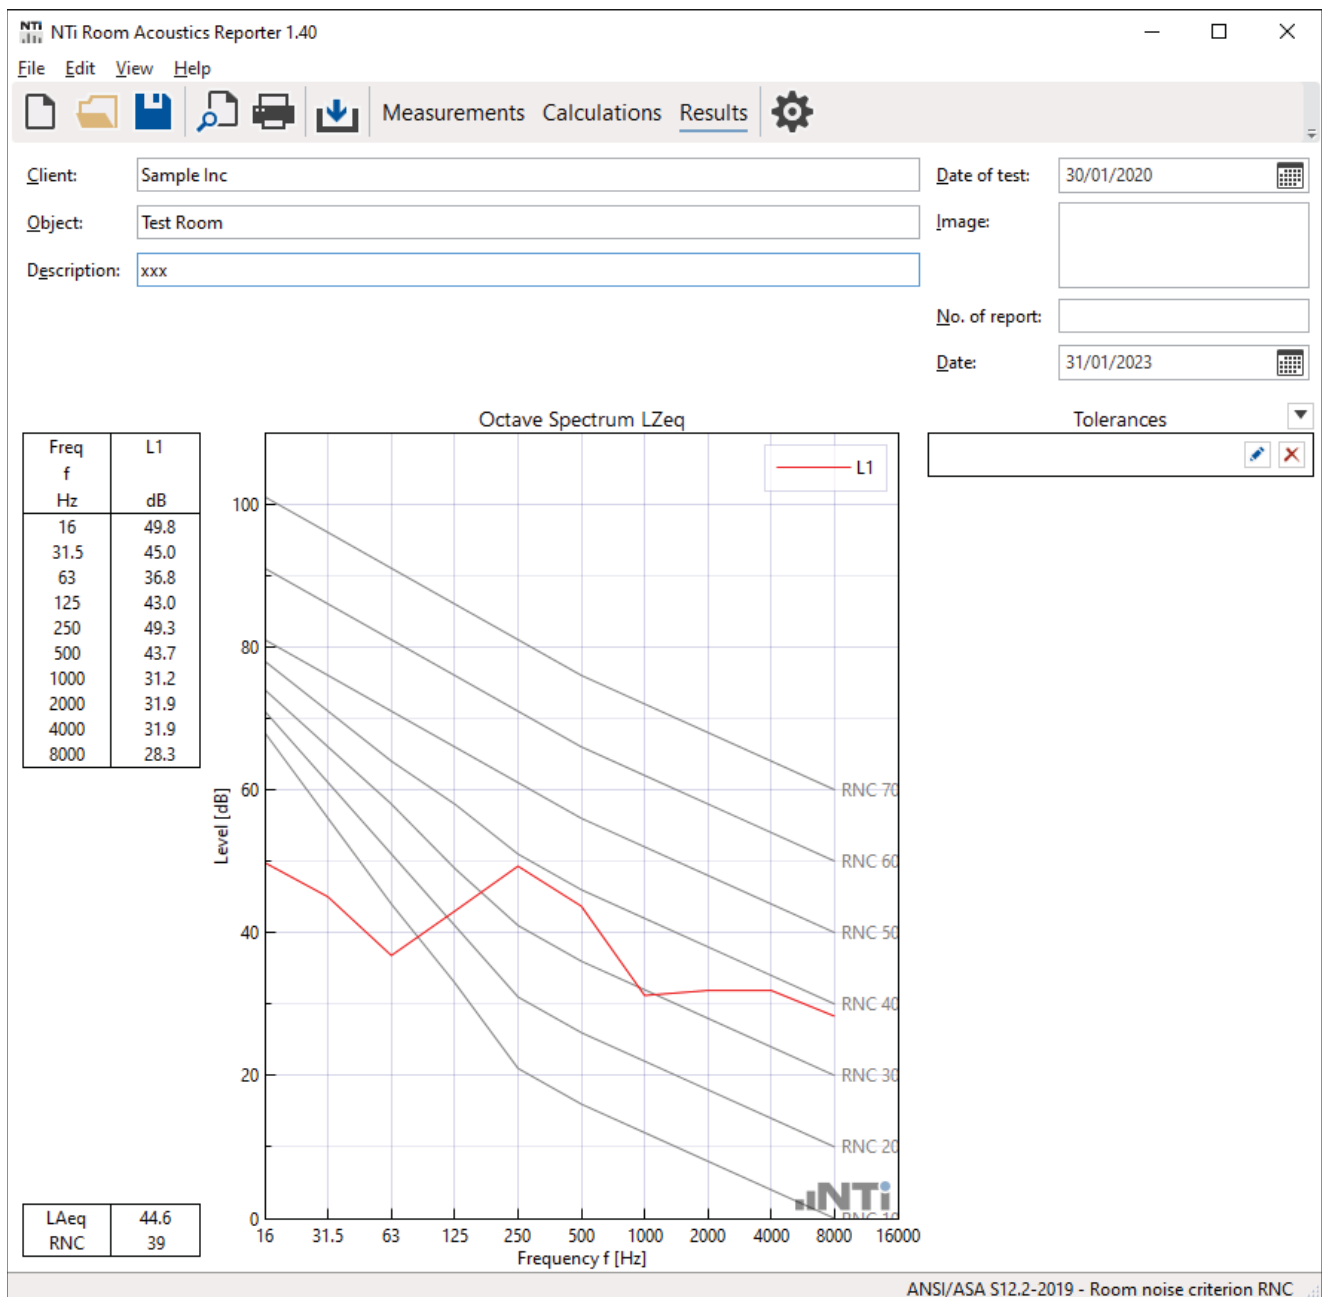 NTi Room Acoustics Reporter 1.40
File Edit View Help
Measurements Calculations Results
Client: Sample Inc
Date of test: 30/01/2020
Object: Test Room
Image:
Description: xxx
No. of report:
Date: 31/01/2023
Octave Spectrum LZeq
Tolerances
Freq L1
f
Hz dB
16 49.8
31.5 45.0
63 36.8
125 43.0
250 49.3
500 43.7
1000 31.2
2000 31.9
4000 31.9
8000 28.3
LAeq 44.6
RNC 39
L1
100
80
60
40
20
0
Level [dB]
RNC 70
RNC 60
RNC 50
RNC 40
RNC 30
RNC 20
NTi
RNC 10
16 31.5 63 125 250 500 1000 2000 4000 8000 16000
Frequency f [Hz]
ANSI/ASA S12.2-2019 - Room noise criterion RNC